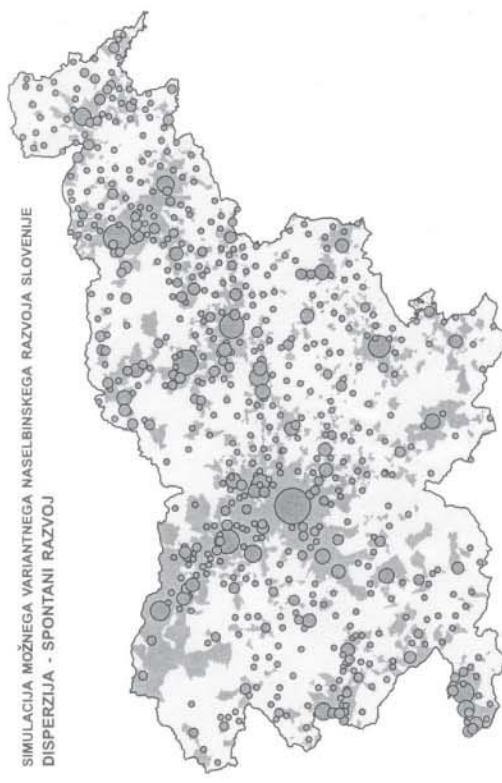 SIMULACIJA MOŽNEGA VARIANTNEGA NASELBINSKEGA RAZVOJA SLOVENIJE
DISPERZIJA - SPONTANI RAZVOJ